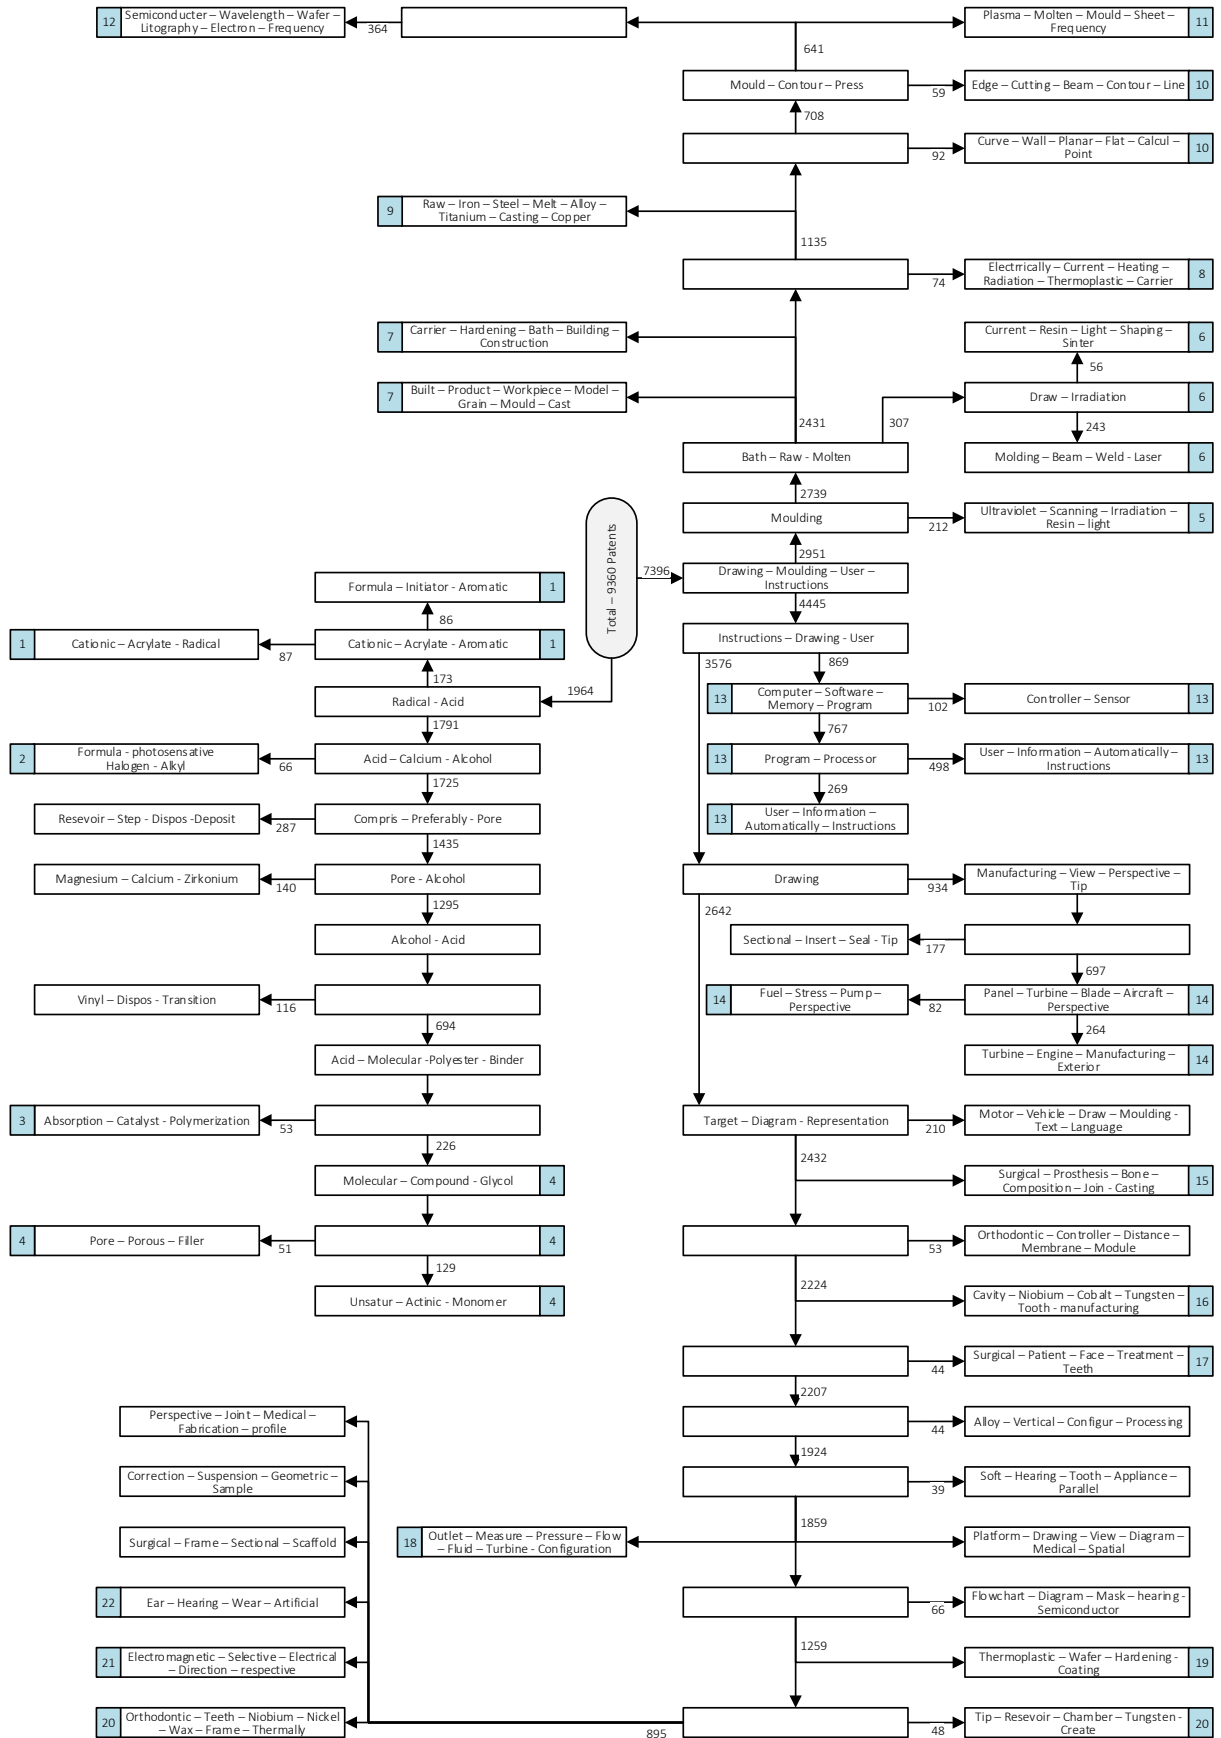 12
Semiconducter – Wavelength – Wafer –
Litography – Electron – Frequency
364
Plasma – Molten – Mould – Sheet –
Frequency
11
641
Mould – Contour – Press
59
Edge – Cutting – Beam – Contour – Line
10
708
92
Curve – Wall – Planar – Flat – Calcul –
Point
10
9
Raw – Iron – Steel – Melt – Alloy –
Titanium – Casting – Copper
1135
74
Electrrically – Current – Heating –
Radiation – Thermoplastic – Carrier
8
7
Carrier – Hardening – Bath – Building –
Construction
Current – Resin – Light – Shaping –
Sinter
6
56
7
Built – Product – Workpiece – Model –
Grain – Mould – Cast
Draw – Irradiation
6
2431
307
243
Bath – Raw - Molten
Molding – Beam – Weld - Laser
6
2739
Moulding
212
Ultraviolet – Scanning – Irradiation –
Resin – light
5
2951
Total – 9360 Patents
7396
Drawing – Moulding – User –
Instructions
4445
Formula – Initiator - Aromatic
1
86
Instructions – Drawing - User
1
Cationic – Acrylate - Radical
87
Cationic – Acrylate – Aromatic
1
3576
869
173
1964
Radical - Acid
13
Computer – Software –
Memory – Program
102
Controller – Sensor
13
1791
767
2
Formula - photosensative
Halogen - Alkyl
66
Acid – Calcium - Alcohol
13
Program – Processor
498
User – Information – Automatically –
Instructions
13
1725
269
Resevoir – Step - Dispos -Deposit
287
Compris – Preferably - Pore
13
User – Information –
Automatically – Instructions
1435
Magnesium – Calcium - Zirkonium
140
Pore - Alcohol
Drawing
934
Manufacturing – View – Perspective –
Tip
1295
2642
Alcohol - Acid
Sectional – Insert – Seal - Tip
177
697
Vinyl – Dispos - Transition
116
14
Fuel – Stress – Pump –
Perspective
82
Panel – Turbine – Blade – Aircraft –
Perspective
14
694
264
Acid – Molecular -Polyester - Binder
Turbine – Engine – Manufacturing –
Exterior
14
3
Absorption – Catalyst - Polymerization
53
Target – Diagram - Representation
210
Motor – Vehicle – Draw – Moulding -
Text – Language
226
2432
Molecular – Compound - Glycol
4
Surgical – Prosthesis – Bone –
Composition – Join - Casting
15
4
Pore – Porous – Filler
51
4
53
Orthodontic – Controller – Distance –
Membrane – Module
129
2224
Unsatur – Actinic - Monomer
4
Cavity – Niobium – Cobalt – Tungsten –
Tooth - manufacturing
16
44
Surgical – Patient – Face – Treatment –
Teeth
17
2207
Perspective – Joint – Medical –
Fabrication – profile
44
Alloy – Vertical – Configur – Processing
1924
Correction – Suspension – Geometric –
Sample
39
Soft – Hearing – Tooth – Appliance –
Parallel
1859
Surgical – Frame – Sectional – Scaffold
18
Outlet – Measure – Pressure – Flow
– Fluid – Turbine - Configuration
Platform – Drawing – View – Diagram –
Medical – Spatial
22
Ear – Hearing – Wear – Artificial
66
Flowchart – Diagram – Mask – hearing -
Semiconductor
1259
21
Electromagnetic – Selective – Electrical
– Direction – respective
Thermoplastic – Wafer – Hardening -
Coating
19
20
Orthodontic – Teeth – Niobium – Nickel
– Wax – Frame – Thermally
895
48
Tip – Resevoir – Chamber – Tungsten -
Create
20